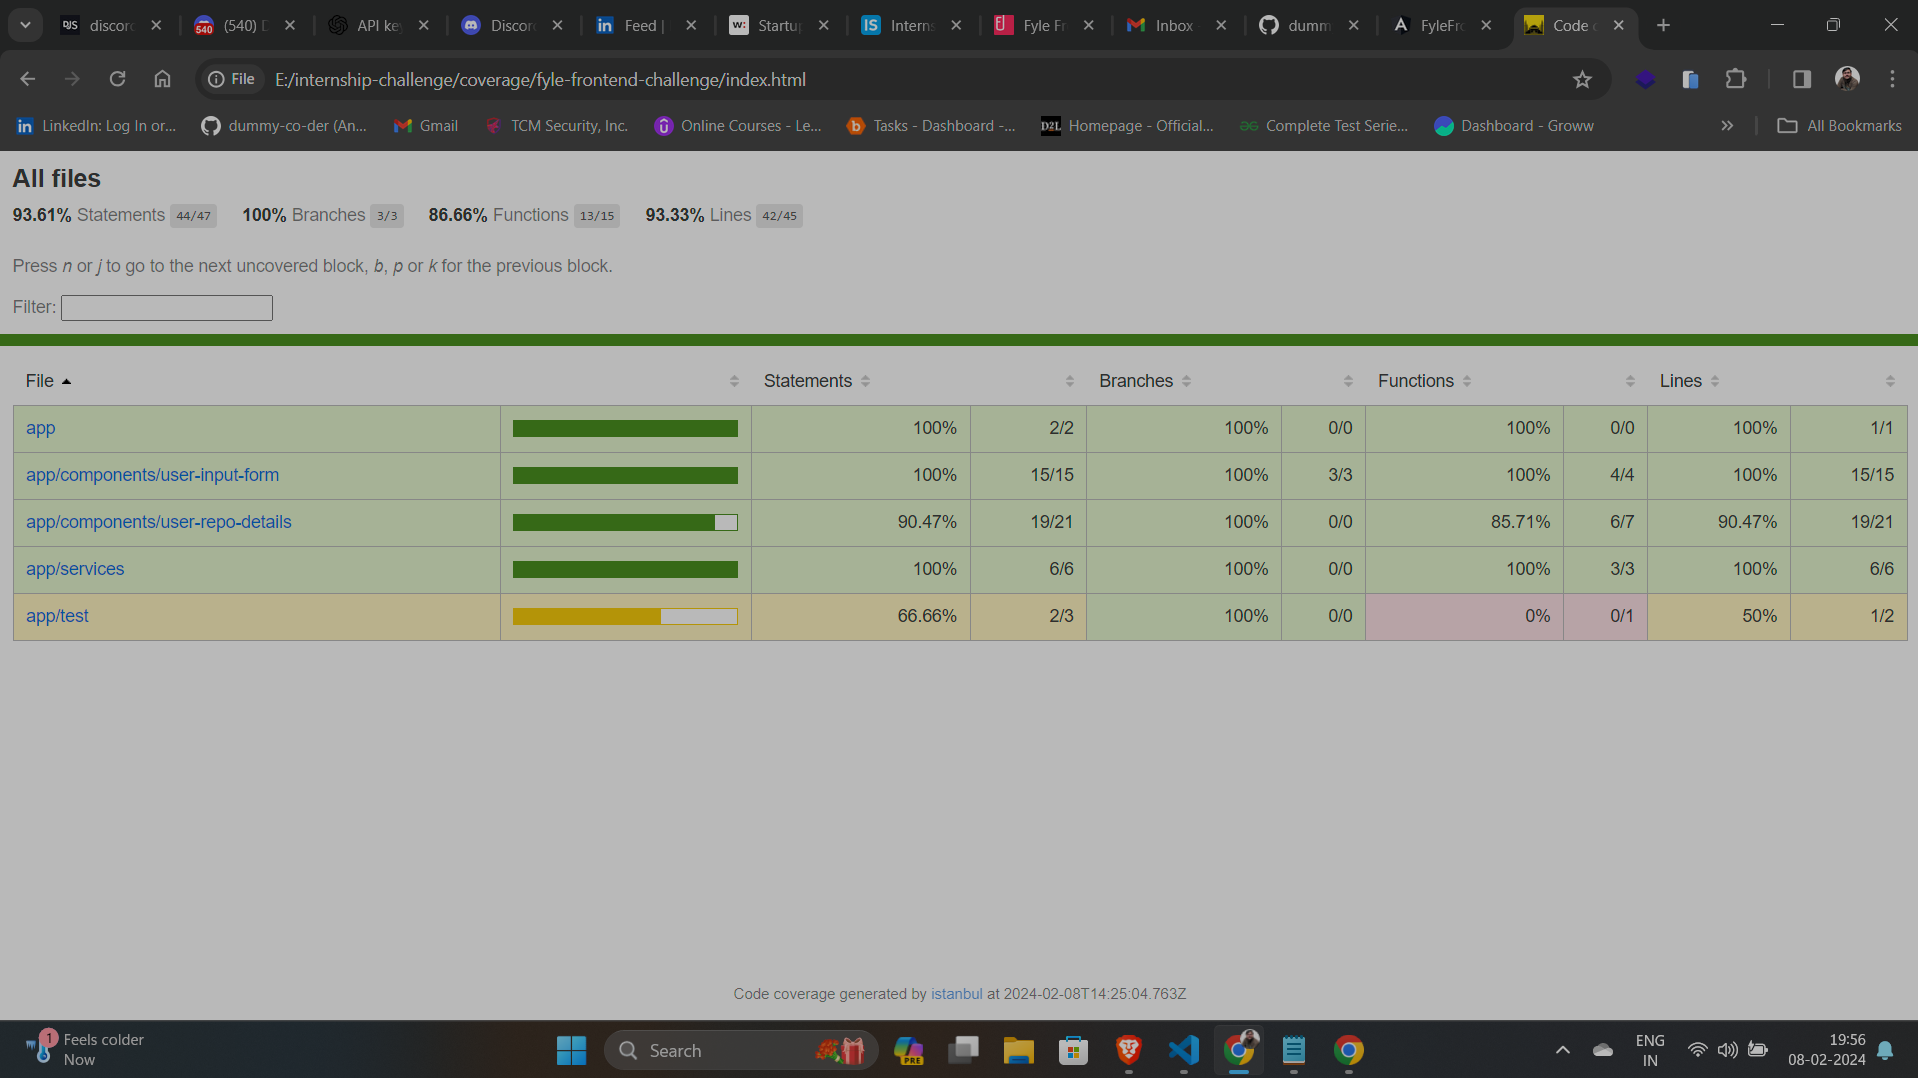 discor
(540) D
API key
Discor
Feed |
Startu
Interns
Fyle Fr
Inbox
dumm
FyleFro
Code c
File
E:/internship-challenge/coverage/fyle-frontend-challenge/index.html
LinkedIn: Log In or...
dummy-co-der (An...
Gmail
TCM Security, Inc.
Online Courses - Le...
Tasks - Dashboard -...
Homepage - Official...
Complete Test Serie...
Dashboard - Groww
All Bookmarks
All files
93.61% Statements 44/47 100% Branches 3/3 86.66% Functions 13/15 93.33% Lines 42/45
Press n or j to go to the next uncovered block, b, p or k for the previous block.
Filter:
File Statements Branches Functions Lines
app 100% 2/2 100% 0/0 100% 0/0 100% 1/1
app/components/user-input-form 100% 15/15 100% 3/3 100% 4/4 100% 15/15
app/components/user-repo-details 90.47% 19/21 100% 0/0 85.71% 6/7 90.47% 19/21
app/services 100% 6/6 100% 0/0 100% 3/3 100% 6/6
app/test 66.66% 2/3 100% 0/0 0% 0/1 50% 1/2
Code coverage generated by istanbul at 2024-02-08T14:25:04.763Z
1
Feels colder
Now
Search
PRE
ENG
IN
19:56
08-02-2024